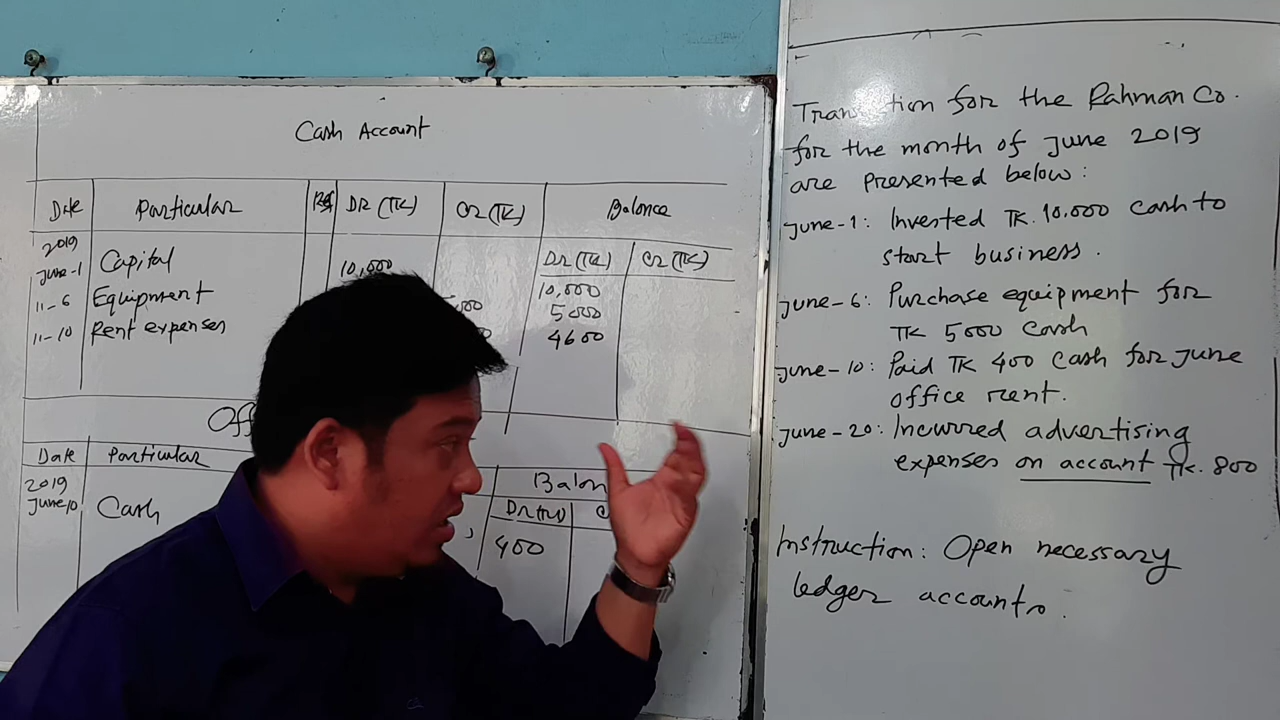 Cash Account
Date Particular Ref DR (TK) CR (TK) Balance
2019
DR (TK) CR (TK)
June-1 Capital 10,000 10,000
11-6 Equipment 5000
11-10 Rent expenses 4600
Date Particular Balan
2019 DR (TK) C
June 10 Cash 400
for the Rahman Co.
for the month of June 2019
are presented below:
June-1: Invested TK. 10.000 cash to
start business.
June-6: Purchase equipment for
TK 5000 cash
June-10: Paid TK 400 cash for June
office rent.
June-20: Incurred advertising
expenses on account TK. 800
Instruction: Open necessary
ledger accounts.